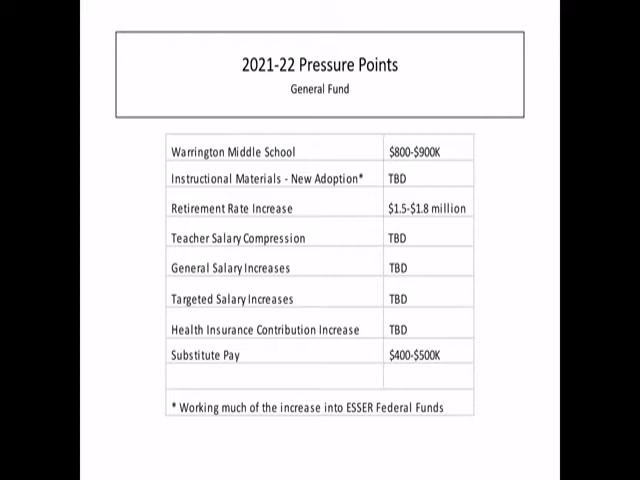 2021-22 Pressure Points
General Fund
Warrington Middle School $800-$900K
Instructional Materials - New Adoption* TBD
Retirement Rate Increase $1.5-$1.8 million
Teacher Salary Compression TBD
General Salary Increases TBD
Targeted Salary Increases TBD
Health Insurance Contribution Increase TBD
Substitute Pay $400-$500K
* Working much of the increase into ESSER Federal Funds